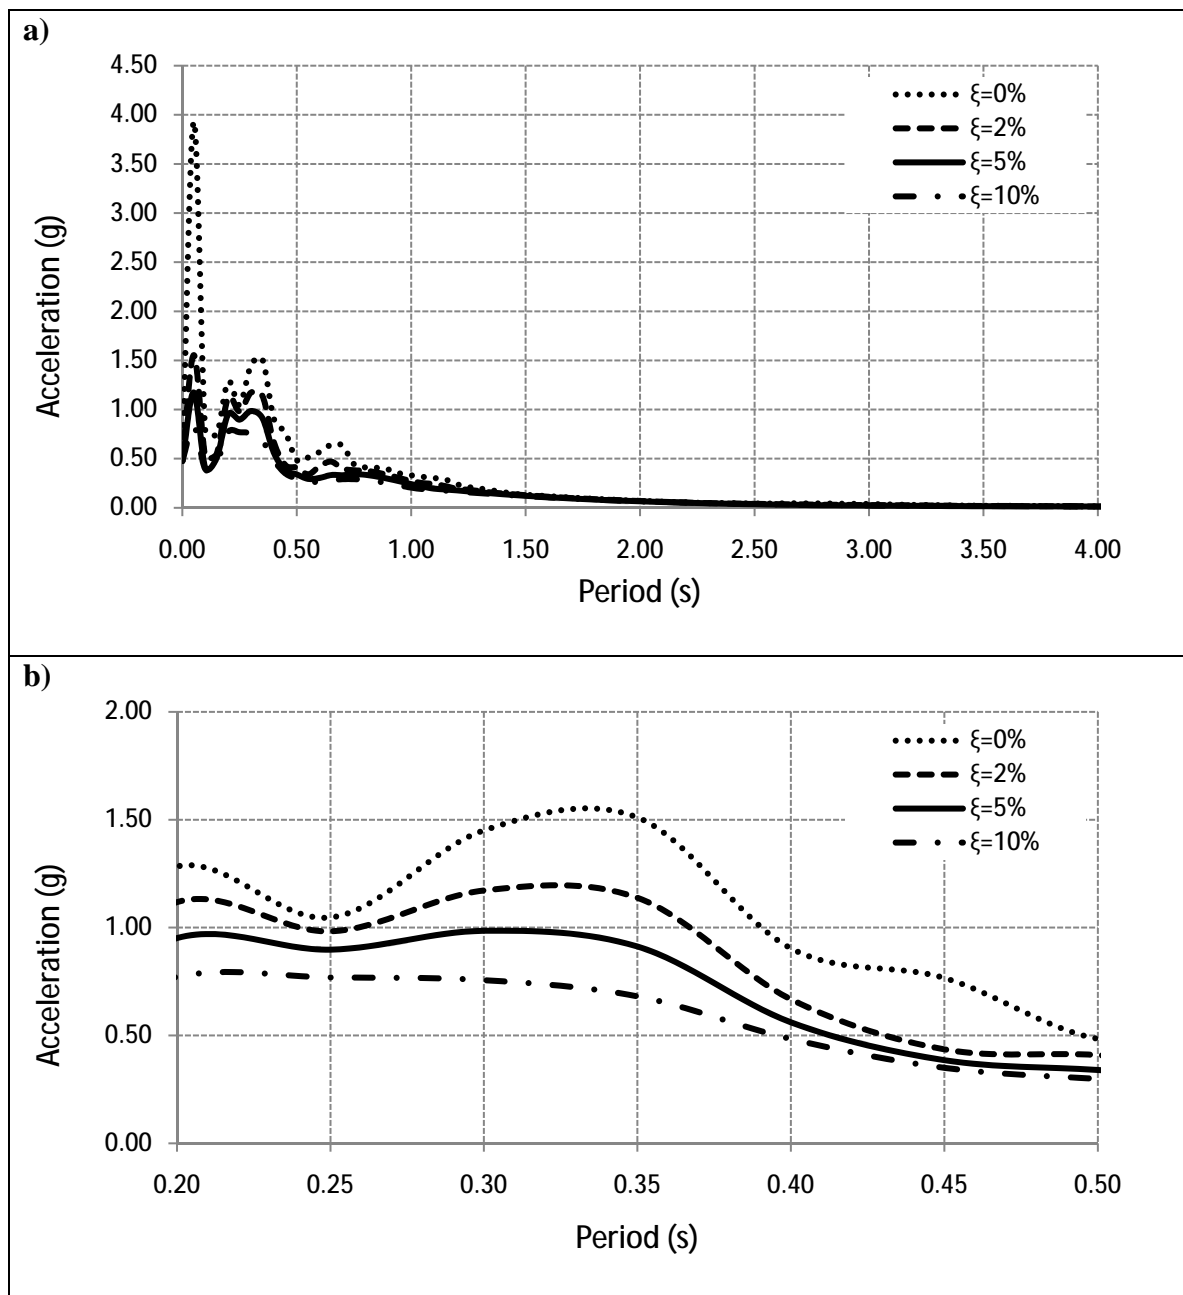 a)
4.50
4.00
3.50
3.00
2.50
2.00
1.50
1.00
0.50
0.00
Acceleration (g)
0.00 0.50 1.00 1.50 2.00 2.50 3.00 3.50 4.00
Period (s)
ξ=0%
ξ=2%
ξ=5%
ξ=10%
b)
2.00
1.50
1.00
0.50
0.00
Acceleration (g)
0.20 0.25 0.30 0.35 0.40 0.45 0.50
Period (s)
ξ=0%
ξ=2%
ξ=5%
ξ=10%